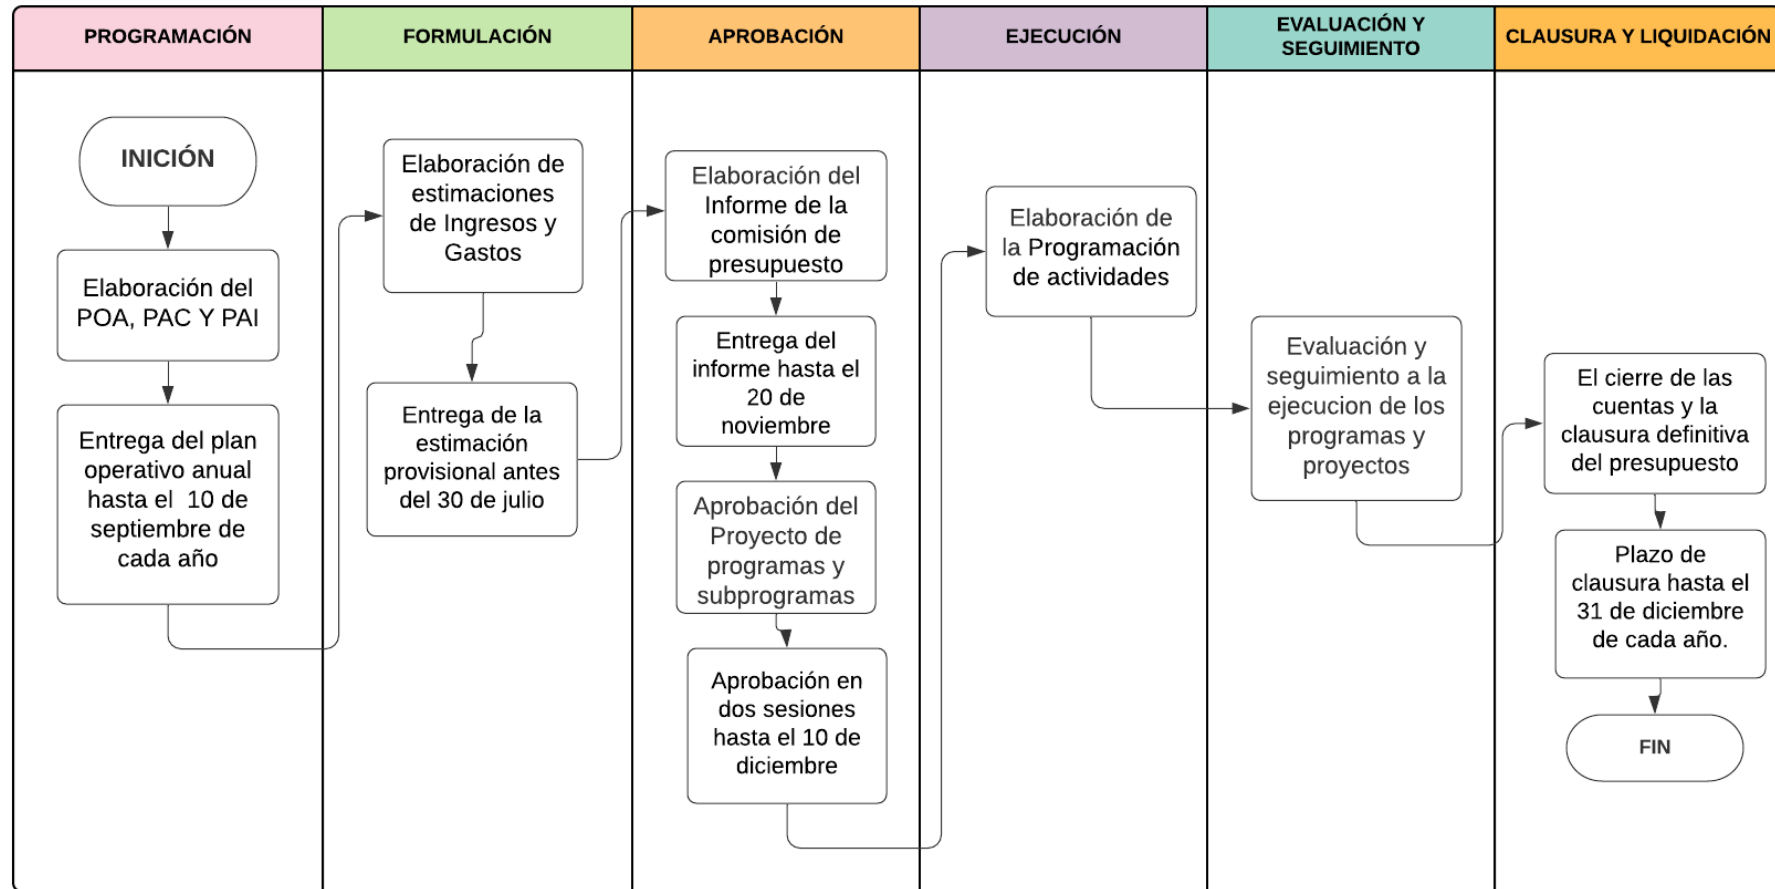 PROGRAMACIÓN
FORMULACIÓN
APROBACIÓN
EJECUCIÓN
EVALUACIÓN Y
SEGUIMIENTO
CLAUSURA Y LIQUIDACIÓN
INICIÓN
Elaboración del
POA, PAC Y PAI
Entrega del plan
operativo anual
hasta el 10 de
septiembre de
cada año
Elaboración de
estimaciones
de Ingresos y
Gastos
Entrega de la
estimación
provisional antes
del 30 de julio
Elaboración del
Informe de la
comisión de
presupuesto
Entrega del
informe hasta el
20 de
noviembre
Aprobación del
Proyecto de
programas y
subprogramas
Aprobación en
dos sesiones
hasta el 10 de
diciembre
Elaboración de
la Programación
de actividades
Evaluación y
seguimiento a la
ejecucion de los
programas y
proyectos
El cierre de las
cuentas y la
clausura definitiva
del presupuesto
Plazo de
clausura hasta el
31 de diciembre
de cada año.
FIN